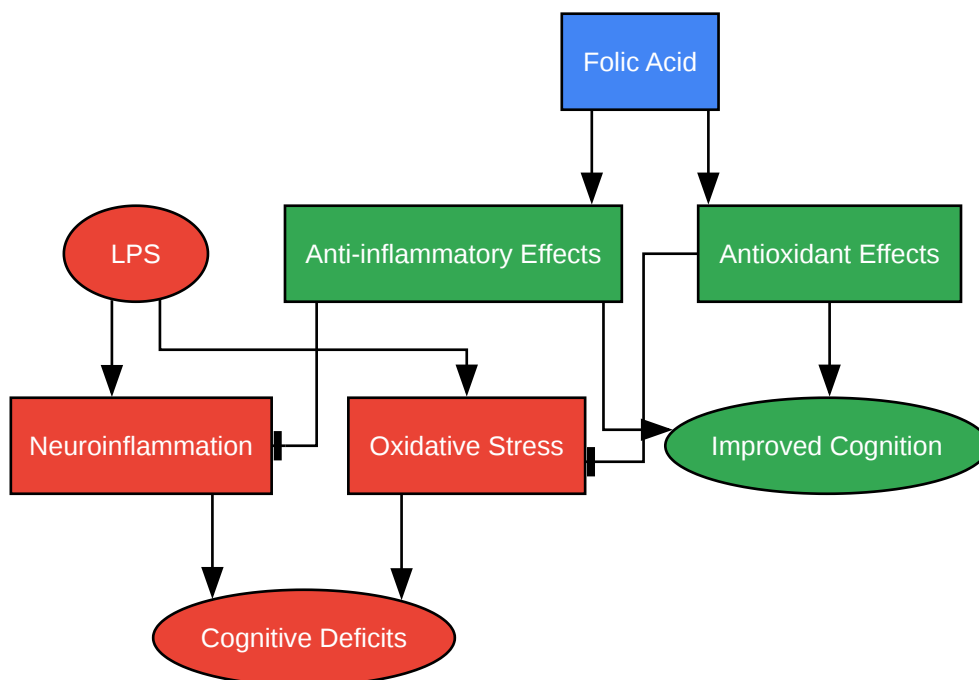 Folic Acid
LPS
Anti-inflammatory Effects
Antioxidant Effects
Neuroinflammation
Oxidative Stress
Improved Cognition
Cognitive Deficits